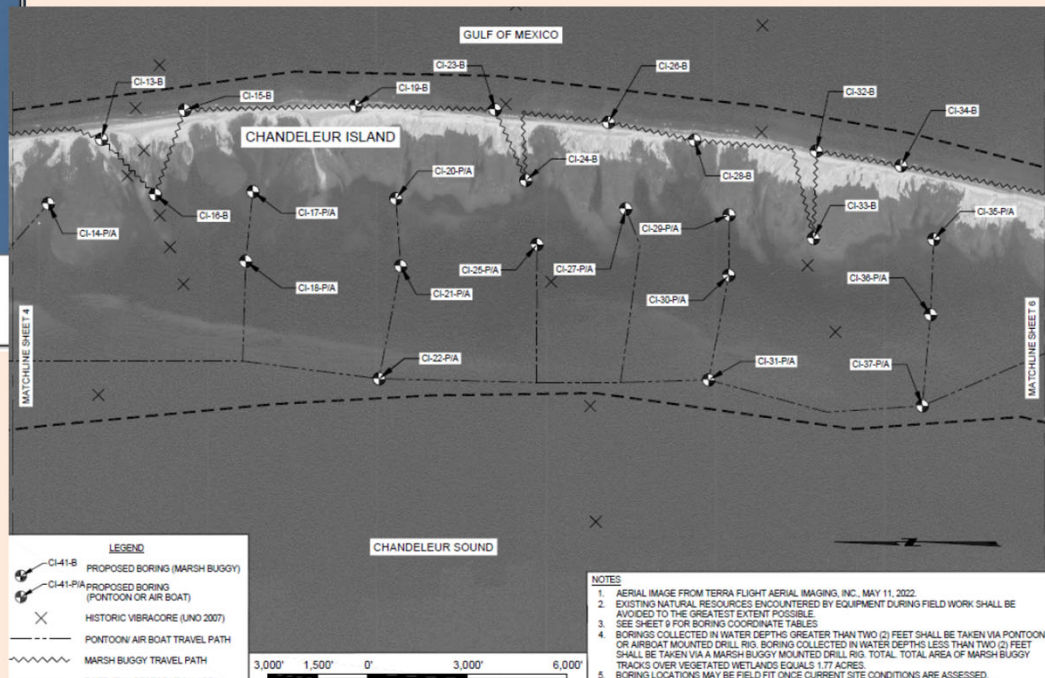 GULF OF MEXICO
CI-23-B
CI-26-B
CI-13-B
CI-15-B
CI-19-B
CI-32-B
CI-34-B
CHANDELEUR ISLAND
CI-24-B
CI-28-B
CI-20-P/A
CI-16-B
CI-17-P/A
CI-33-B
CI-35-P/A
CI-14-P/A
CI-29-P/A
CI-25-P/A
CI-27-P/A
CI-18-P/A
CI-21-P/A
CI-30-P/A
CI-36-P/A
MATCHLINE SHEET 4
MATCHLINE SHEET 6
CI-22-P/A
CI-31-P/A
CI-37-P/A
CHANDELEUR SOUND
LEGEND
CI-41-B PROPOSED BORING (MARSH BUGGY)
CI-41-P/A PROPOSED BORING
(PONTOON OR AIR BOAT)
HISTORIC VIBRACORE (UNO 2007)
PONTOON/ AIR BOAT TRAVEL PATH
MARSH BUGGY TRAVEL PATH
3,000' 1,500' 0' 3,000' 6,000'
NOTES
1. AERIAL IMAGE FROM TERRA FLIGHT AERIAL IMAGING, INC., MAY 11, 2022.
2. EXISTING NATURAL RESOURCES ENCOUNTERED BY EQUIPMENT DURING FIELD WORK SHALL BE
AVOIDED TO THE GREATEST EXTENT POSSIBLE.
3. SEE SHEET 9 FOR BORING COORDINATE TABLES
4. BORINGS COLLECTED IN WATER DEPTHS GREATER THAN TWO (2) FEET SHALL BE TAKEN VIA PONTOON
OR AIRBOAT MOUNTED DRILL RIG. BORING COLLECTED IN WATER DEPTHS LESS THAN TWO (2) FEET
SHALL BE TAKEN VIA A MARSH BUGGY MOUNTED DRILL RIG. TOTAL. TOTAL AREA OF MARSH BUGGY
TRACKS OVER VEGETATED WETLANDS EQUALS 1.77 ACRES.
5. BORING LOCATIONS MAY BE FIELD FIT ONCE CURRENT SITE CONDITIONS ARE ASSESSED.